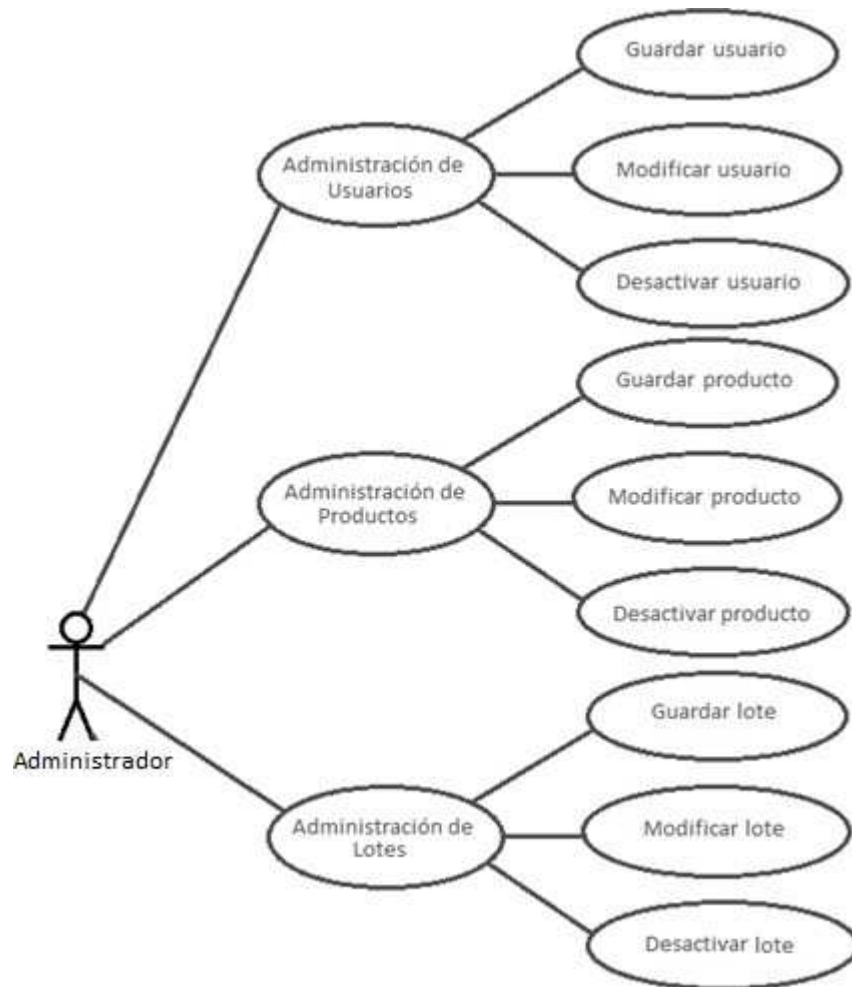 Guardar usuario
Administración de
Usuarios
Modificar usuario
Desactivar usuario
Guardar producto
Administración de
Productos
Modificar producto
Desactivar producto
Administrador
Guardar lote
Administración de
Lotes
Modificar lote
Desactivar lote